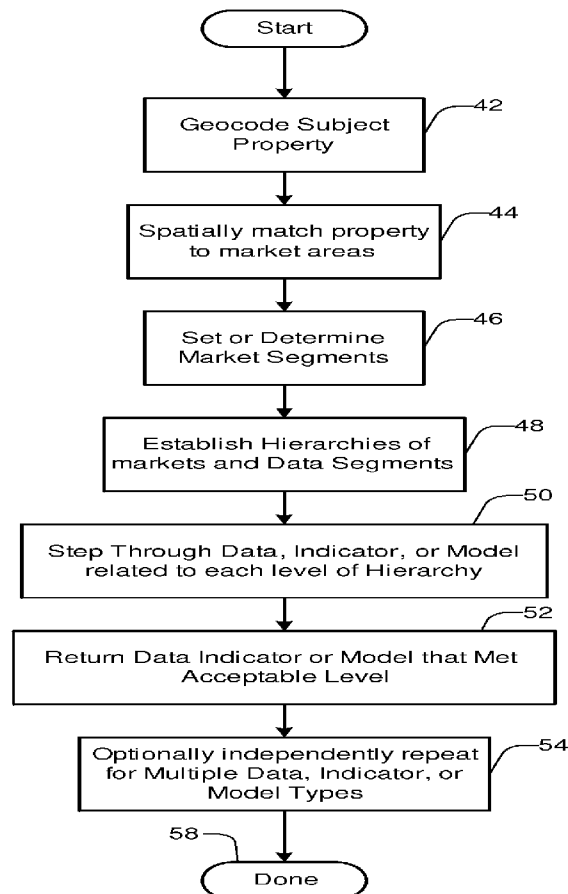 Start
42
Geocode Subject
Property
44
Spatially match property
to market areas
46
Set or Determine
Market Segments
48
Establish Hierarchies of
markets and Data Segments
50
Step Through Data, Indicator, or Model
related to each level of Hierarchy
52
Return Data Indicator or Model that Met
Acceptable Level
54
Optionally independently repeat
for Multiple Data, Indicator, or
Model Types
58
Done